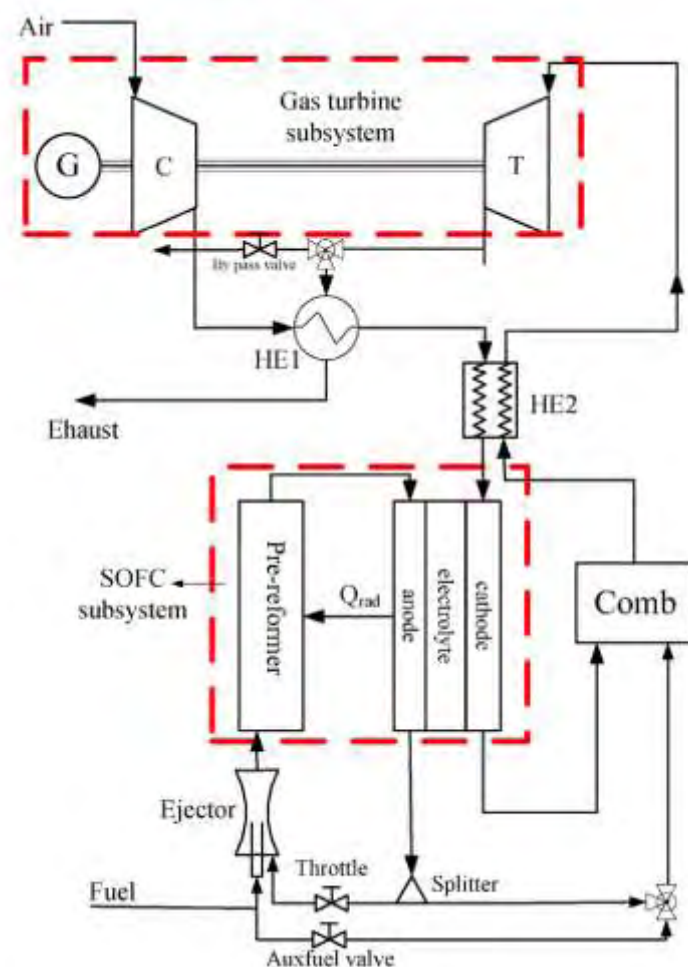 Air
Gas turbine
subsystem
G
C
T
By pass valve
HE1
HE2
Ehaust
SOFC
subsystem
Pre-reformer
Qrad
anode
electrolyte
cathode
Comb
Ejector
Throttle
Splitter
Fuel
Auxfuel valve